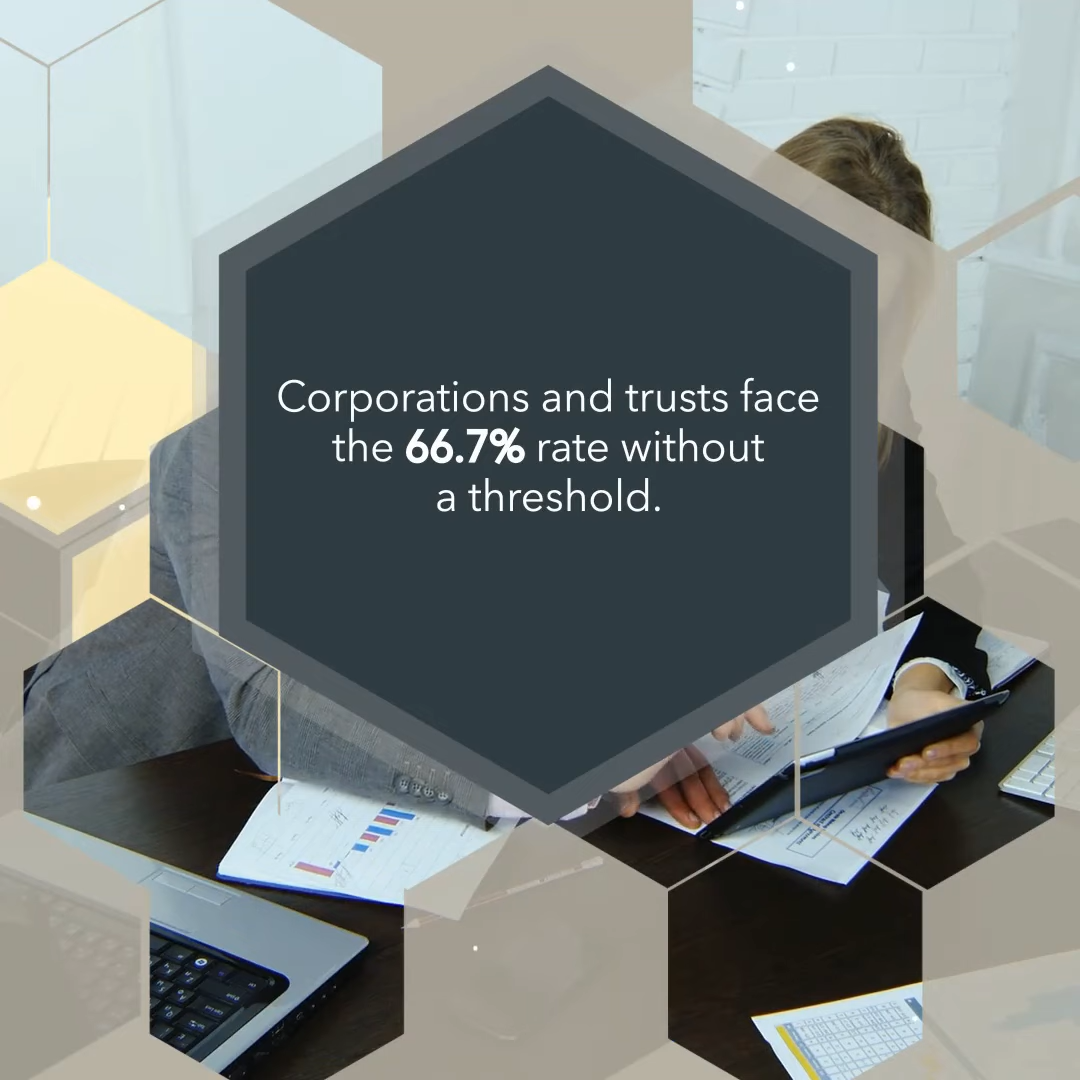 Corporations and trusts face
the 66.7% rate without
a threshold.